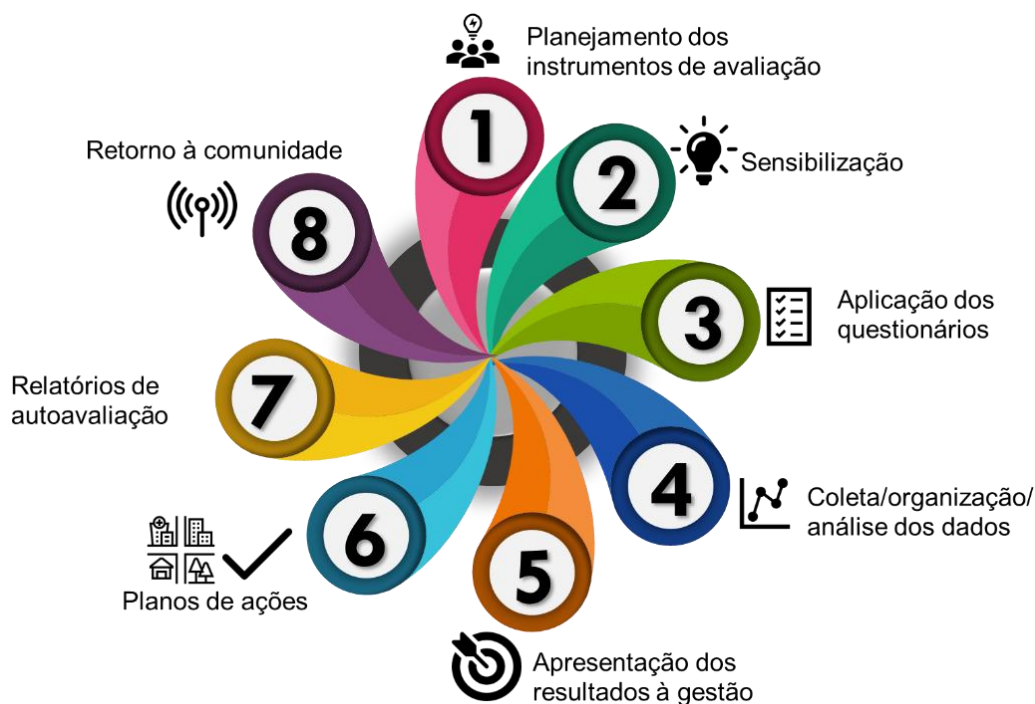 1
Planejamento dos
instrumentos de avaliação
2
Sensibilização
3
Aplicação dos
questionários
4
Coleta/organização/
análise dos dados
5
Apresentação dos
resultados à gestão
6
Planos de ações
7
Relatórios de
autoavaliação
8
Retorno à comunidade